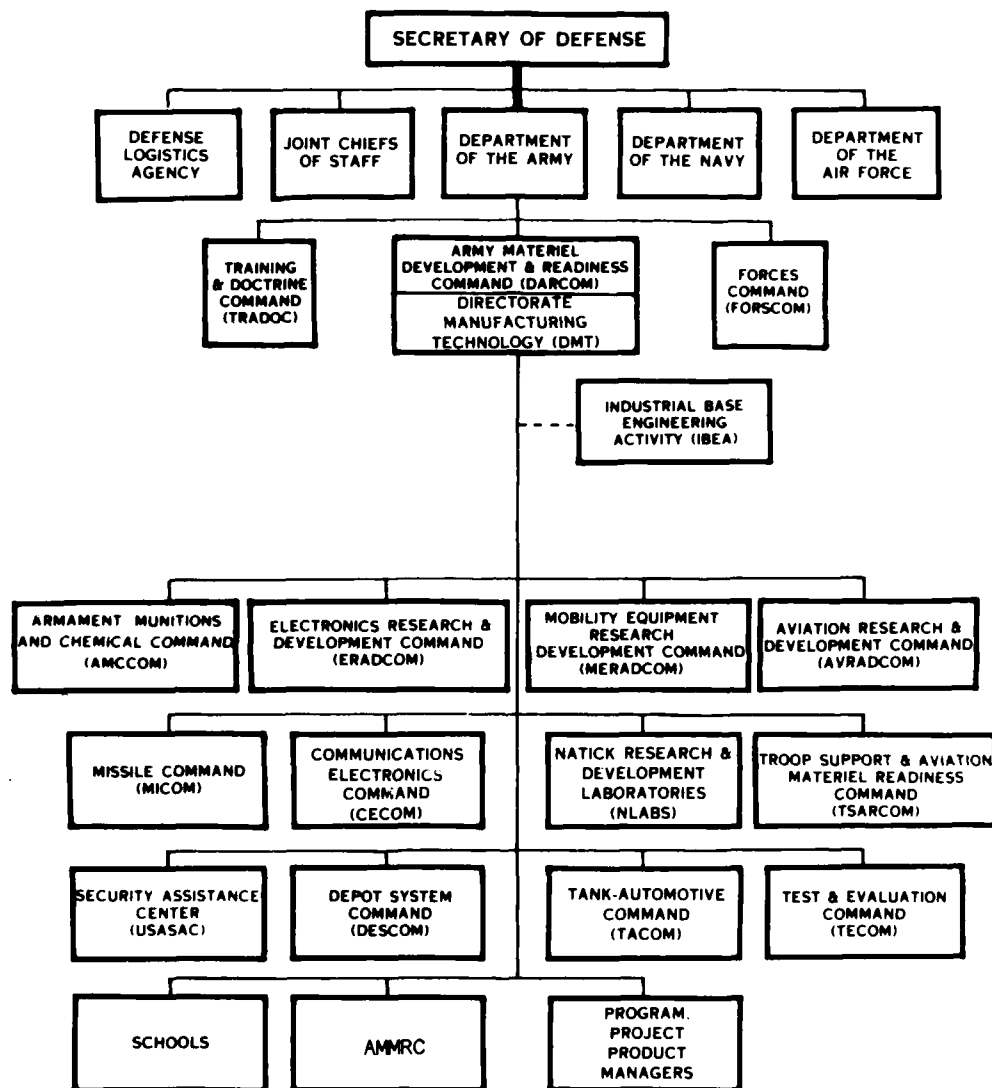 SECRETARY OF DEFENSE
DEFENSE
LOGISTICS
AGENCY
JOINT CHIEFS
OF STAFF
DEPARTMENT
OF THE ARMY
DEPARTMENT
OF THE NAVY
DEPARTMENT
OF THE
AIR FORCE
TRAINING
& DOCTRINE
COMMAND
(TRADOC)
ARMY MATERIEL
DEVELOPMENT & READINESS
COMMAND (DARCOM)
DIRECTORATE
MANUFACTURING
TECHNOLOGY (DMT)
FORCES
COMMAND
(FORSCOM)
INDUSTRIAL BASE
ENGINEERING
ACTIVITY (IBEA)
ARMAMENT MUNITIONS
AND CHEMICAL COMMAND
(AMCCOM)
ELECTRONICS RESEARCH &
DEVELOPMENT COMMAND
(ERADCOM)
MOBILITY EQUIPMENT
RESEARCH
DEVELOPMENT COMMAND
(MERADCOM)
AVIATION RESEARCH &
DEVELOPMENT COMMAND
(AVRADCOM)
MISSILE COMMAND
(MICOM)
COMMUNICATIONS
ELECTRONICS
COMMAND
(CECOM)
NATICK RESEARCH &
DEVELOPMENT
LABORATORIES
(NLABS)
TROOP SUPPORT & AVIATION
MATERIEL READINESS
COMMAND
(TSARCOM)
SECURITY ASSISTANCE
CENTER
(USASAC)
DEPOT SYSTEM
COMMAND
(DESCOM)
TANK-AUTOMOTIVE
COMMAND
(TACOM)
TEST & EVALUATION
COMMAND
(TECOM)
SCHOOLS
AMMRC
PROGRAM.
PROJECT
PRODUCT
MANAGERS